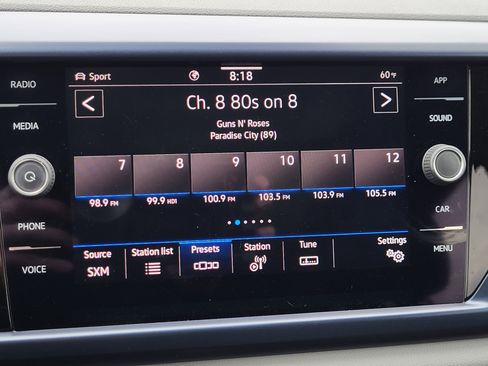 RADIO
MEDIA
PHONE
VOICE
APP
SOUND
CAR
MENU
Sport 8:18 60°F
Ch. 8 80s on 8
Guns N' Roses
Paradise City (89)
7 8 9 10 11 12
98.9 FM 99.9 HD1 100.9 FM 103.5 FM 103.9 FM 105.5 FM
Source Station list Presets Station Tune Settings
SXM